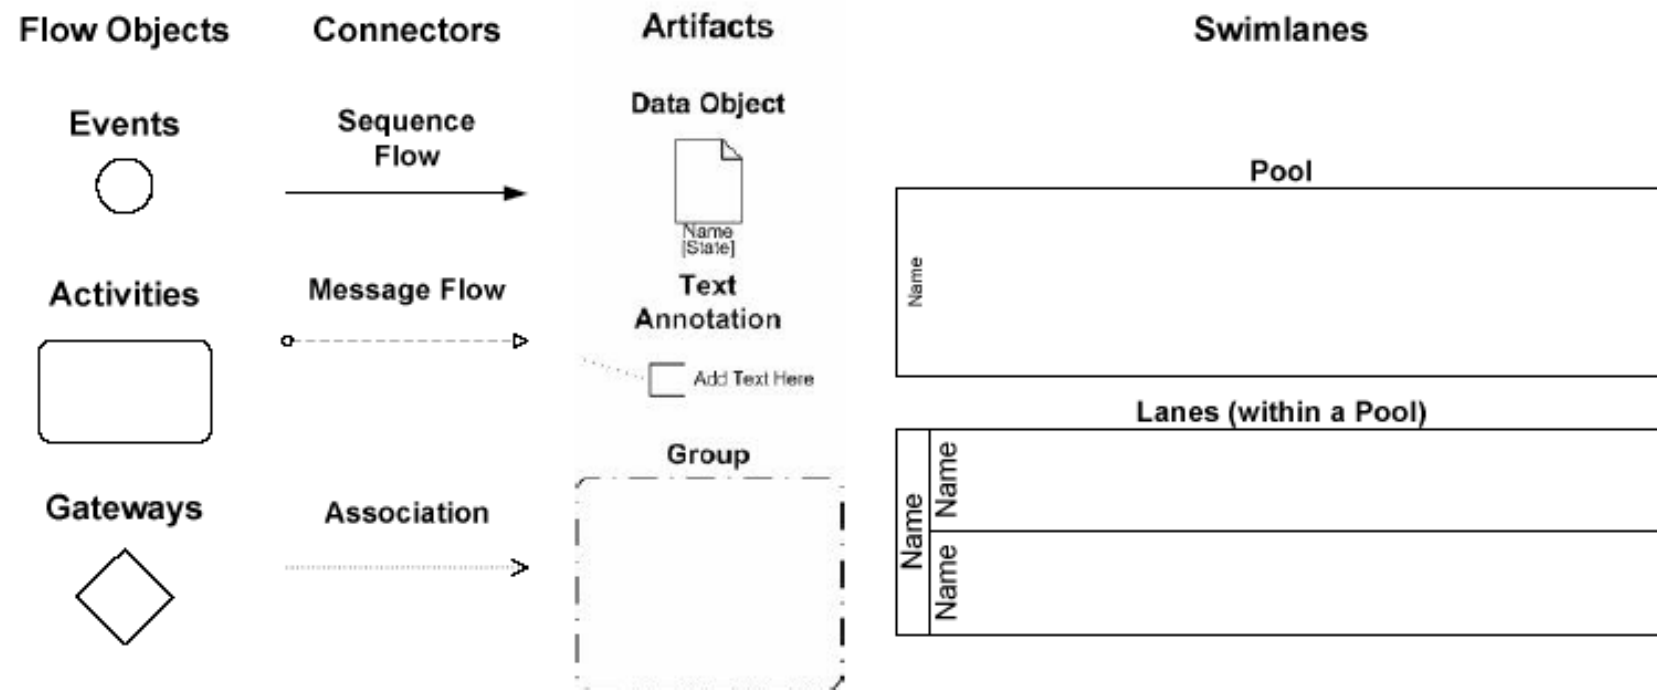 Flow Objects
Events
Activities
Gateways
Connectors
Sequence
Flow
Message Flow
Association
Artifacts
Data Object
Name
[State]
Text
Annotation
Add Text Here
Group
Swimlanes
Pool
Name
Lanes (within a Pool)
Name
Name
Name